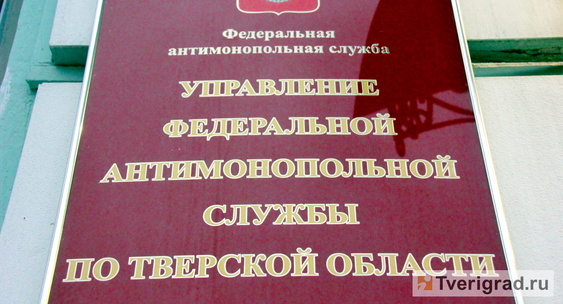 Федеральная
антимонопольная служба
УПРАВЛЕНИЕ
ФЕДЕРАЛЬНОЙ
АНТИМОНОПОЛЬНОЙ
СЛУЖБЫ
ПО ТВЕРСКОЙ ОБЛАСТИ
Tverigrad.ru